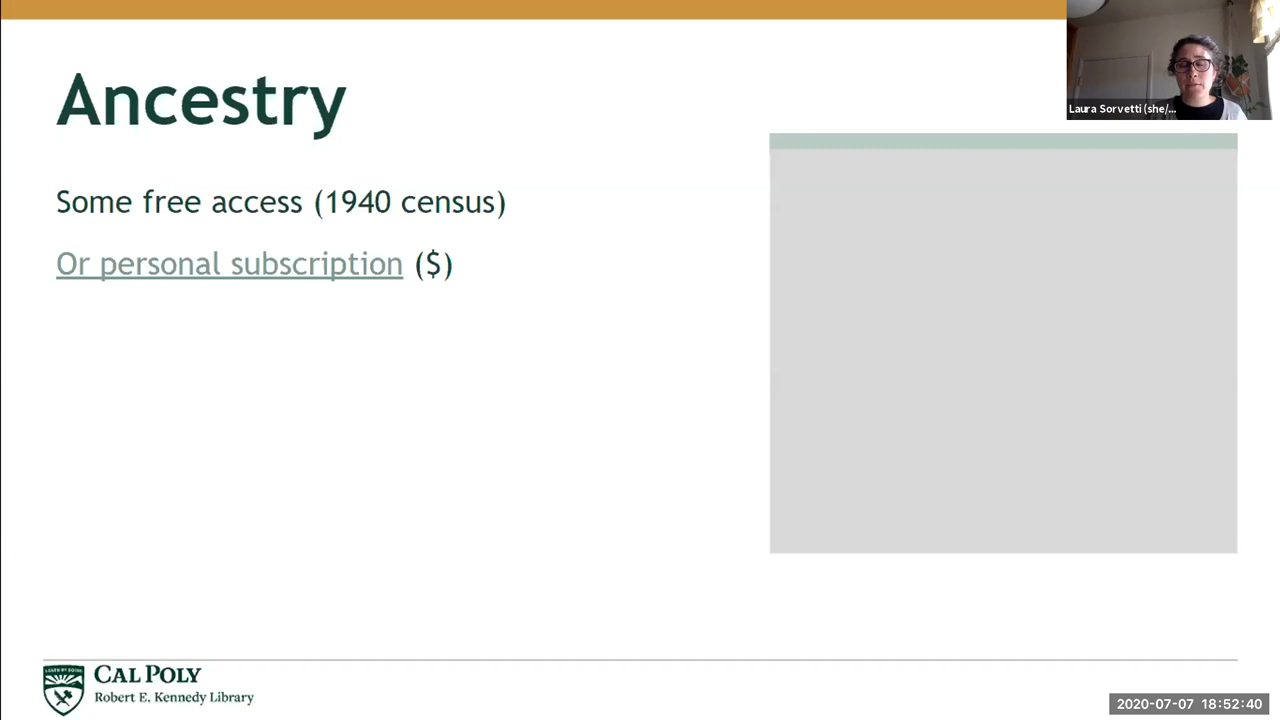 Ancestry
Laura Sorvetti (she/...
Some free access (1940 census)
Or personal subscription ($)
CAL POLY
Robert E. Kennedy Library
2020-07-07 18:52:40